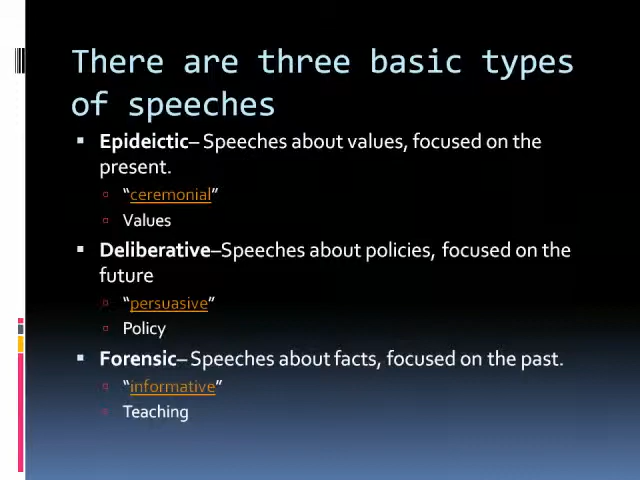 There are three basic types
of speeches
Epideictic– Speeches about values, focused on the
present.
“ceremonial”
Values
Deliberative–Speeches about policies, focused on the
future
“persuasive”
Policy
Forensic– Speeches about facts, focused on the past.
“informative”
Teaching